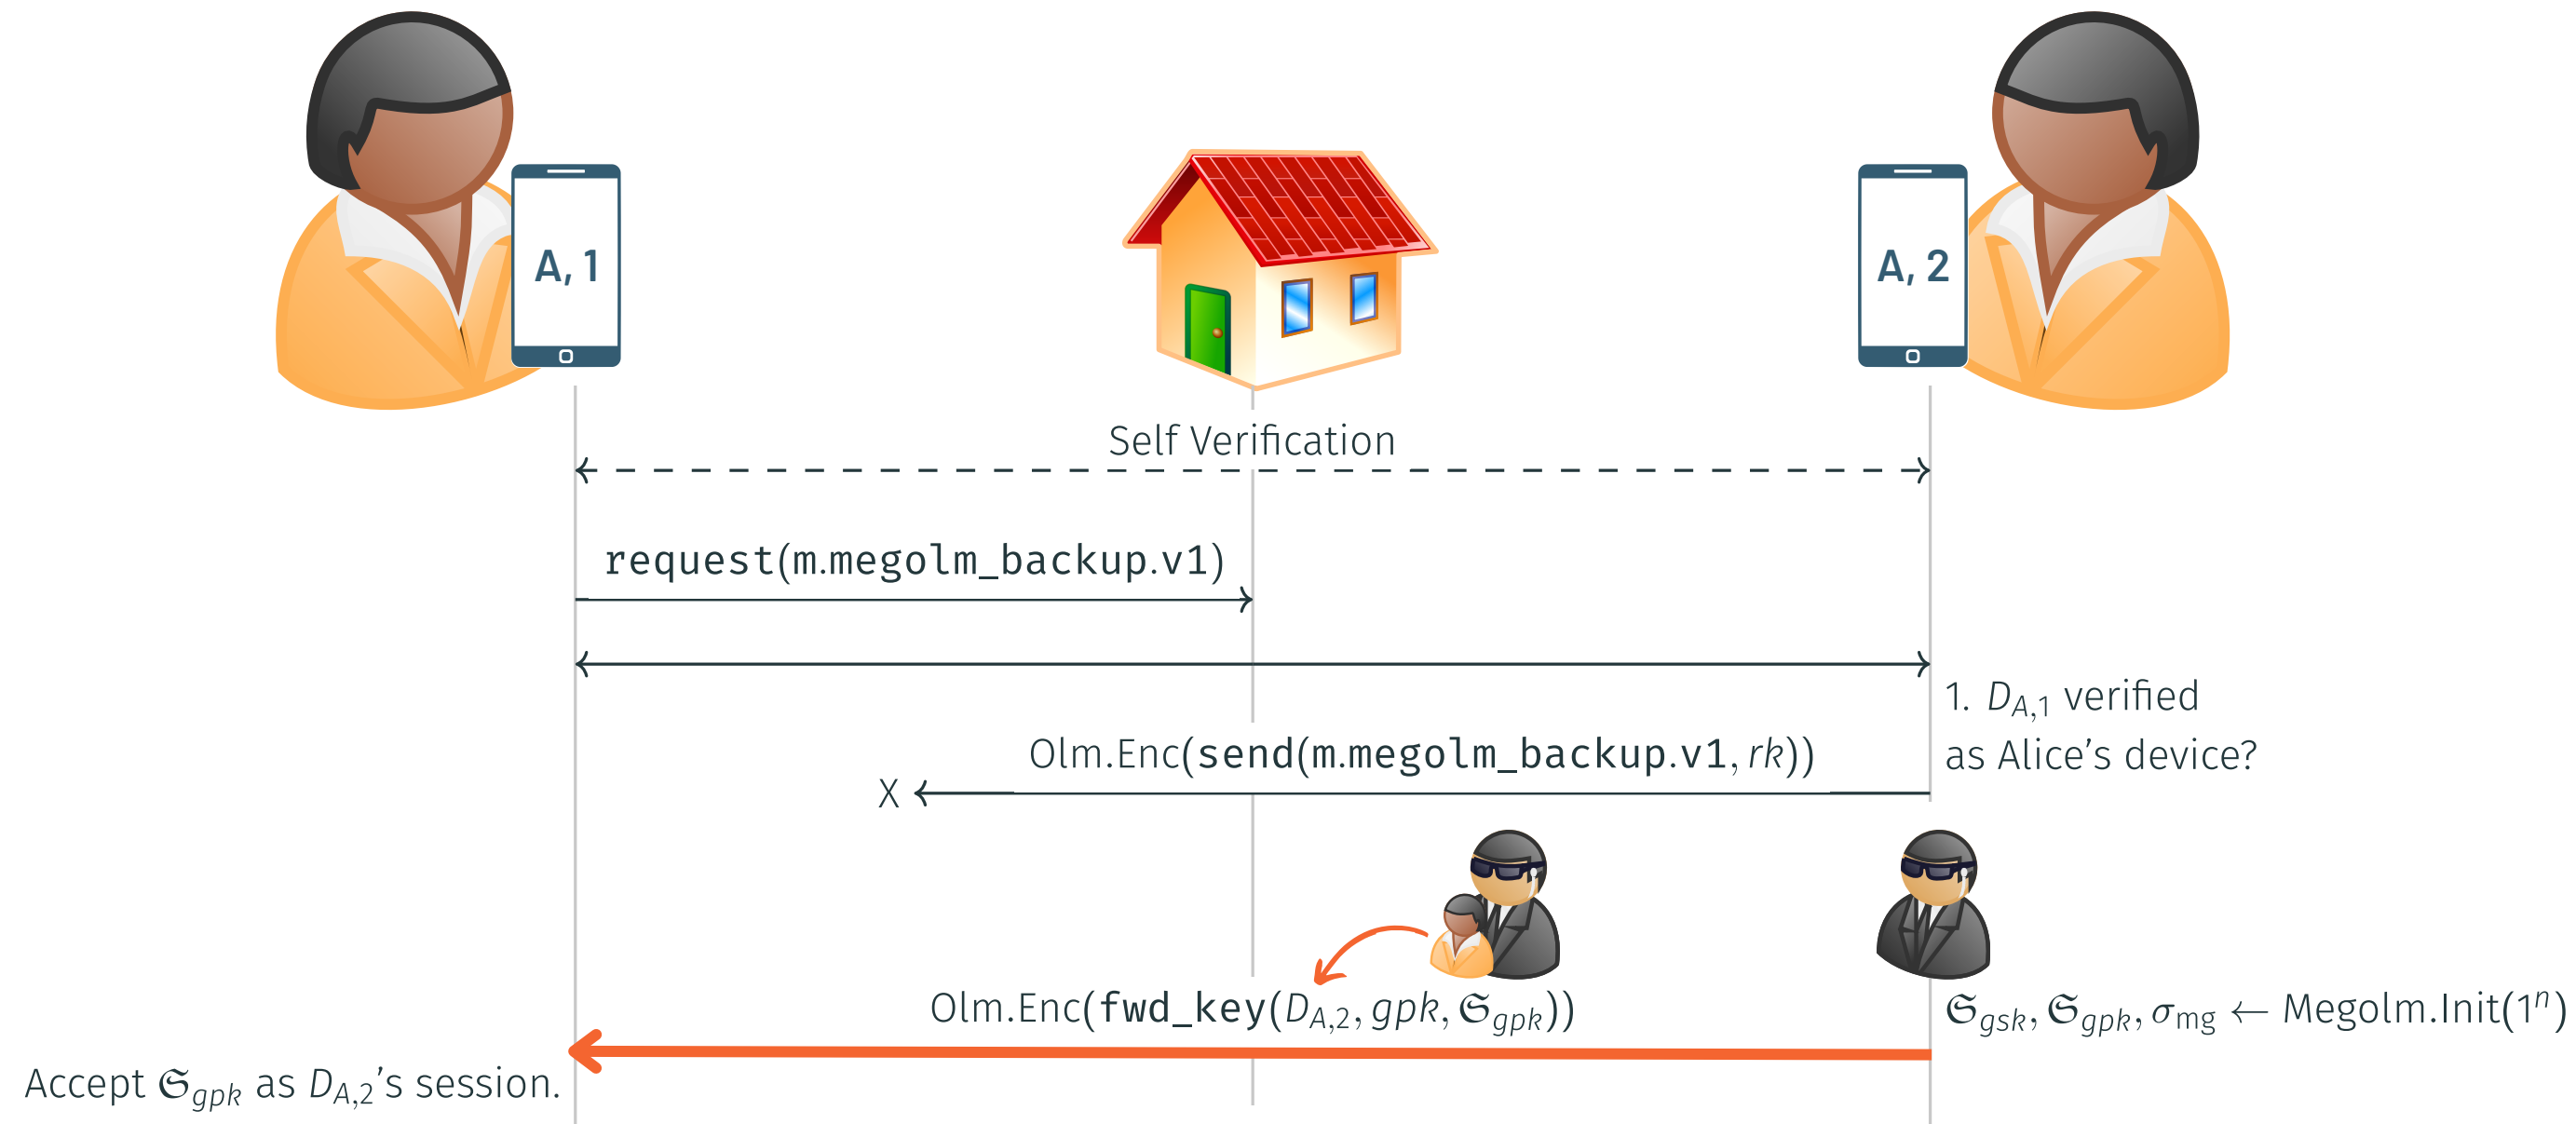 A, 1
A, 2
Self Verification
request(m.megolm_backup.v1)
1. D_{A,1} verified
as Alice’s device?
Olm.Enc(send(m.megolm_backup.v1, rk))
X
Olm.Enc(fwd_key(D_{A,2}, gpk, 𝔖_{gpk}))
𝔖_{gsk}, 𝔖_{gpk}, σ_{mg} ← Megolm.Init(1^n)
Accept 𝔖_{gpk} as D_{A,2}’s session.